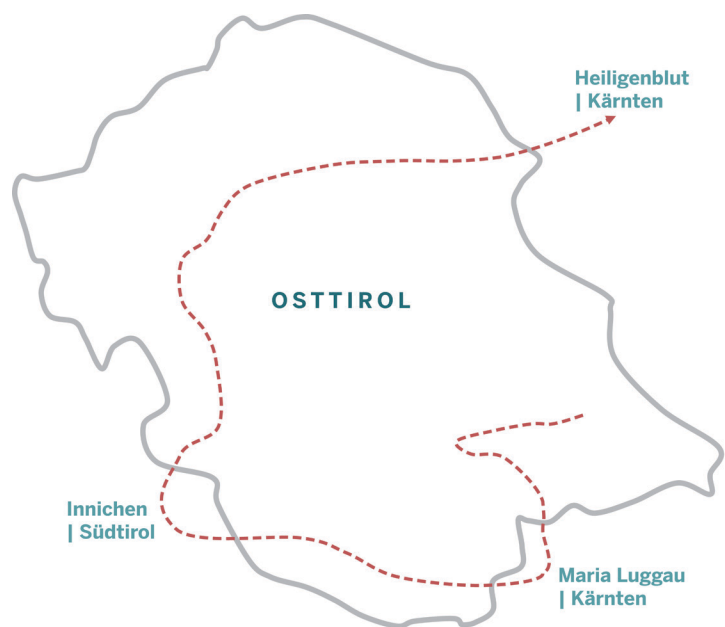 Heiligenblut
| Kärnten
OSTTIROL
Innichen
| Südtirol
Maria Luggau
| Kärnten